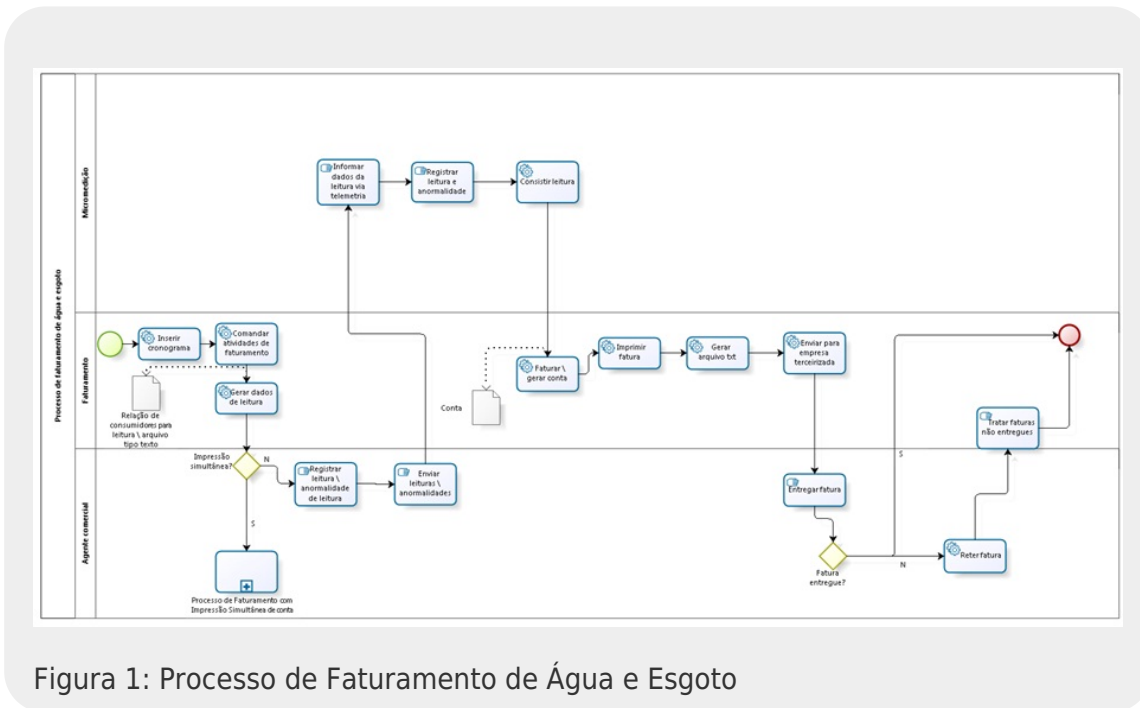 Processo de faturamento de água e esgoto
Micromedição
Informar
dados da
leitura via
telemetria
Registrar
leitura e
anormalidade
Consistir leitura
Faturamento
Inserir
cronograma
Comandar
atividades de
faturamento
Relação de
consumidores para
leitura \ arquivo
tipo texto
Gerar dados
de leitura
Conta
Faturar \
gerar conta
Imprimir
fatura
Gerar
arquivo txt
Enviar para
empresa
terceirizada
Tratar faturas
não entregues
Agente comercial
Impressão
simultânea?
N
Registrar
leitura \
anormalidade
de leitura
Enviar
leituras \
anormalidades
S
Processo de Faturamento com
Impressão Simultânea de conta
Entregar fatura
Fatura
entregue?
S
N
Reter fatura
Figura 1: Processo de Faturamento de Água e Esgoto